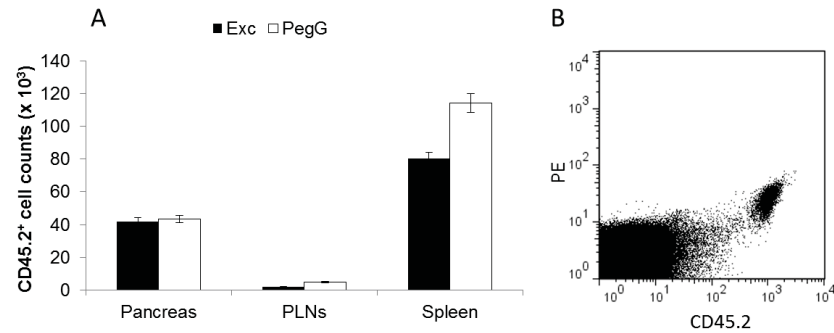 A
■ Exc □ PegG
CD45.2⁺ cell counts (x 10³)
140
120
100
80
60
40
20
0
Pancreas PLNs Spleen
B
PE
10⁴
10³
10²
10¹
10⁰
10⁰ 10¹ 10² 10³ 10⁴
CD45.2